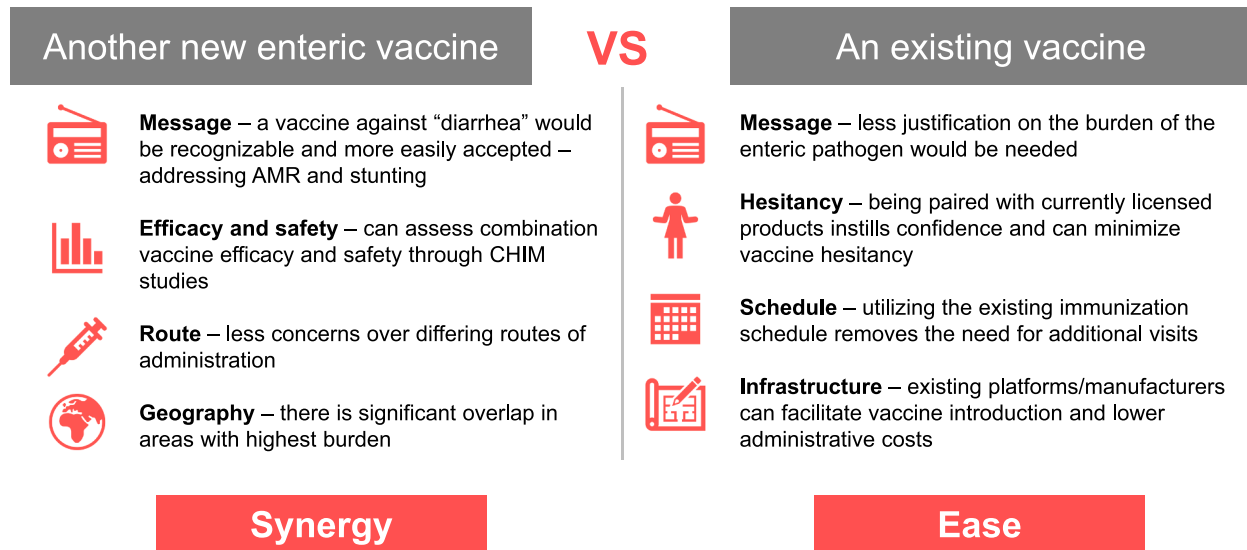 Another new enteric vaccine
VS
An existing vaccine
Message – a vaccine against “diarrhea” would
be recognizable and more easily accepted –
addressing AMR and stunting
Efficacy and safety – can assess combination
vaccine efficacy and safety through CHIM
studies
Route – less concerns over differing routes of
administration
Geography – there is significant overlap in
areas with highest burden
Synergy
Message – less justification on the burden of the
enteric pathogen would be needed
Hesitancy – being paired with currently licensed
products instills confidence and can minimize
vaccine hesitancy
Schedule – utilizing the existing immunization
schedule removes the need for additional visits
Infrastructure – existing platforms/manufacturers
can facilitate vaccine introduction and lower
administrative costs
Ease